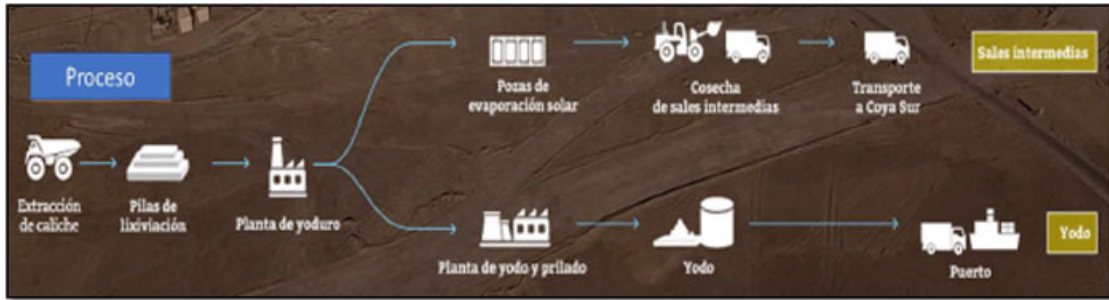 Proceso
Extracción
de caliche
Pilas de
lixiviación
Planta de yoduro
Pozas de
evaporación solar
Cosecha
de sales intermedias
Transporte
a Coya Sur
Sales intermedias
Planta de yodo y prilado
Yodo
Puerto
Yodo